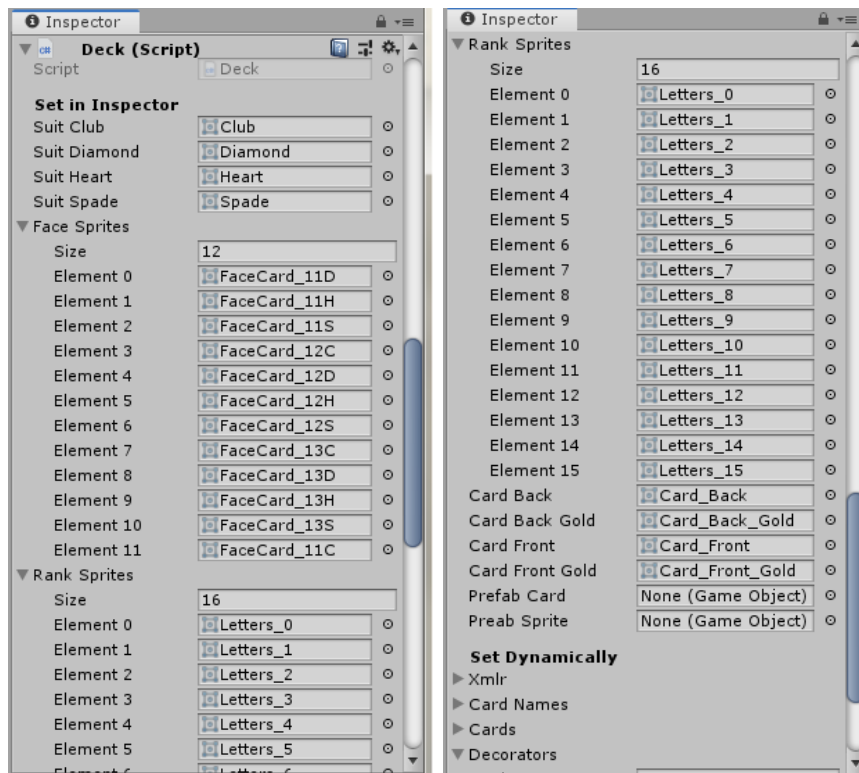 Inspector
Deck (Script)
Script Deck
Set in Inspector
Suit Club Club
Suit Diamond Diamond
Suit Heart Heart
Suit Spade Spade
Face Sprites
Size 12
Element 0 FaceCard_11D
Element 1 FaceCard_11H
Element 2 FaceCard_11S
Element 3 FaceCard_12C
Element 4 FaceCard_12D
Element 5 FaceCard_12H
Element 6 FaceCard_12S
Element 7 FaceCard_13C
Element 8 FaceCard_13D
Element 9 FaceCard_13H
Element 10 FaceCard_13S
Element 11 FaceCard_11C
Rank Sprites
Size 16
Element 0 Letters_0
Element 1 Letters_1
Element 2 Letters_2
Element 3 Letters_3
Element 4 Letters_4
Element 5 Letters_5
Element 6 Letters_6
Inspector
Rank Sprites
Size 16
Element 0 Letters_0
Element 1 Letters_1
Element 2 Letters_2
Element 3 Letters_3
Element 4 Letters_4
Element 5 Letters_5
Element 6 Letters_6
Element 7 Letters_7
Element 8 Letters_8
Element 9 Letters_9
Element 10 Letters_10
Element 11 Letters_11
Element 12 Letters_12
Element 13 Letters_13
Element 14 Letters_14
Element 15 Letters_15
Card Back Card_Back
Card Back Gold Card_Back_Gold
Card Front Card_Front
Card Front Gold Card_Front_Gold
Prefab Card None (Game Object)
Preab Sprite None (Game Object)
Set Dynamically
Xmlr
Card Names
Cards
Decorators